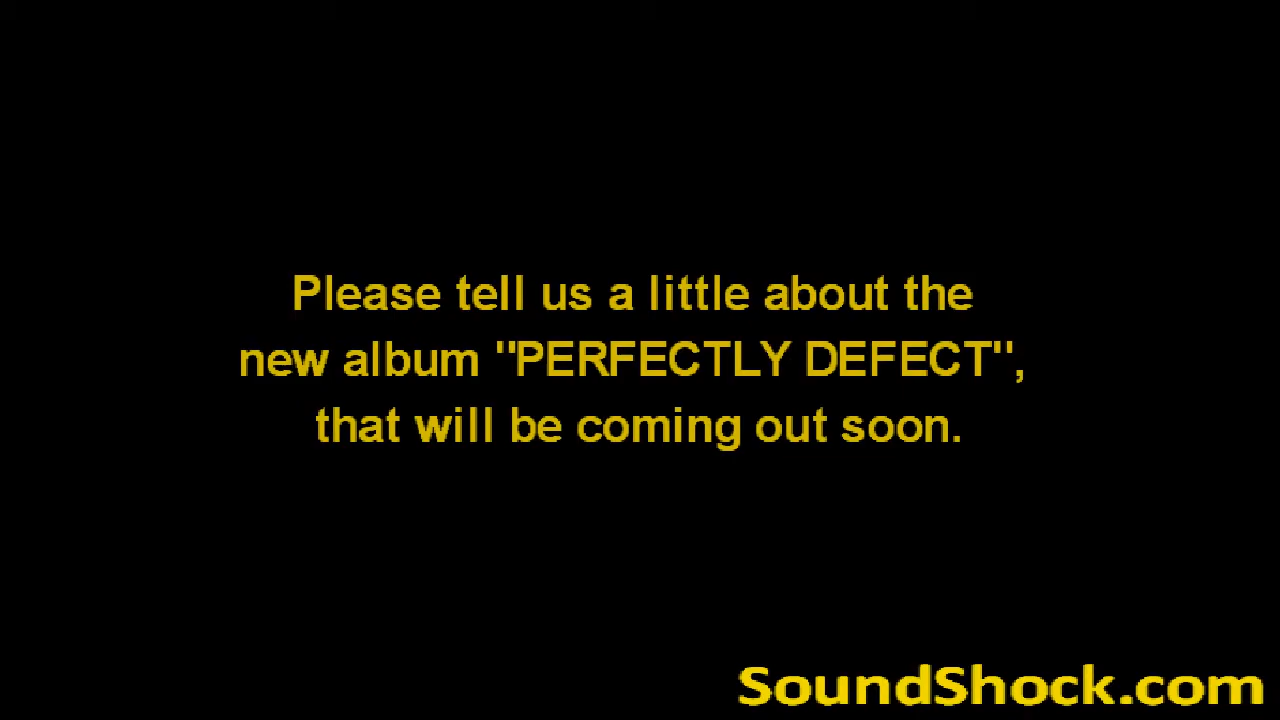 Please tell us a little about the
new album "PERFECTLY DEFECT",
that will be coming out soon.
SoundShock.com